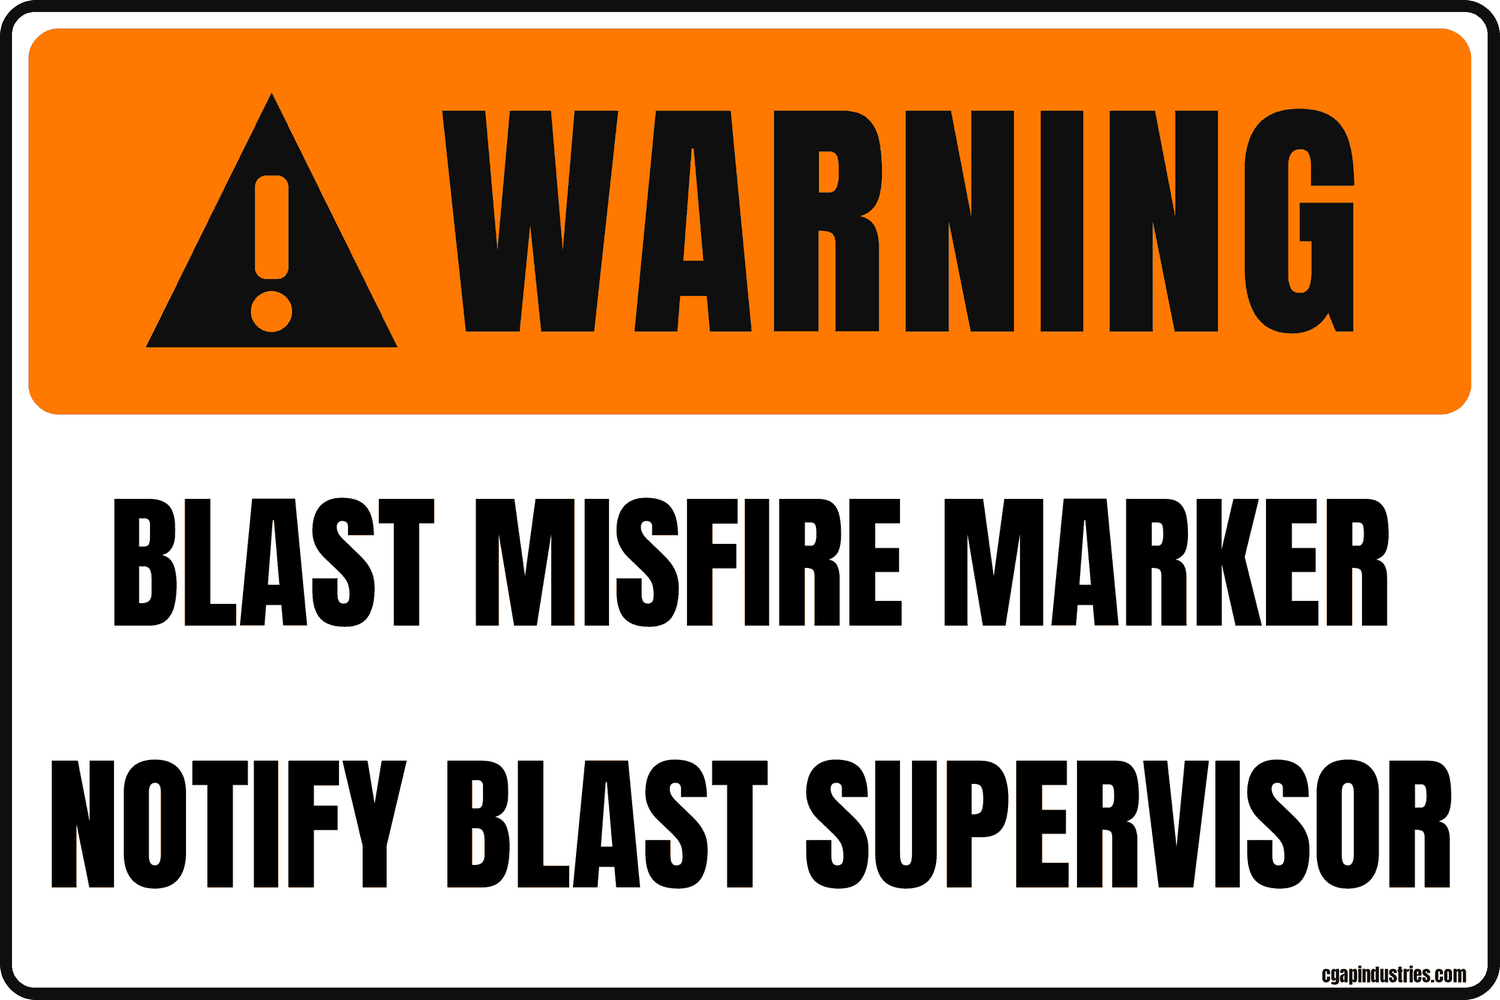 WARNING
BLAST MISFIRE MARKER
NOTIFY BLAST SUPERVISOR
cgapindustries.com